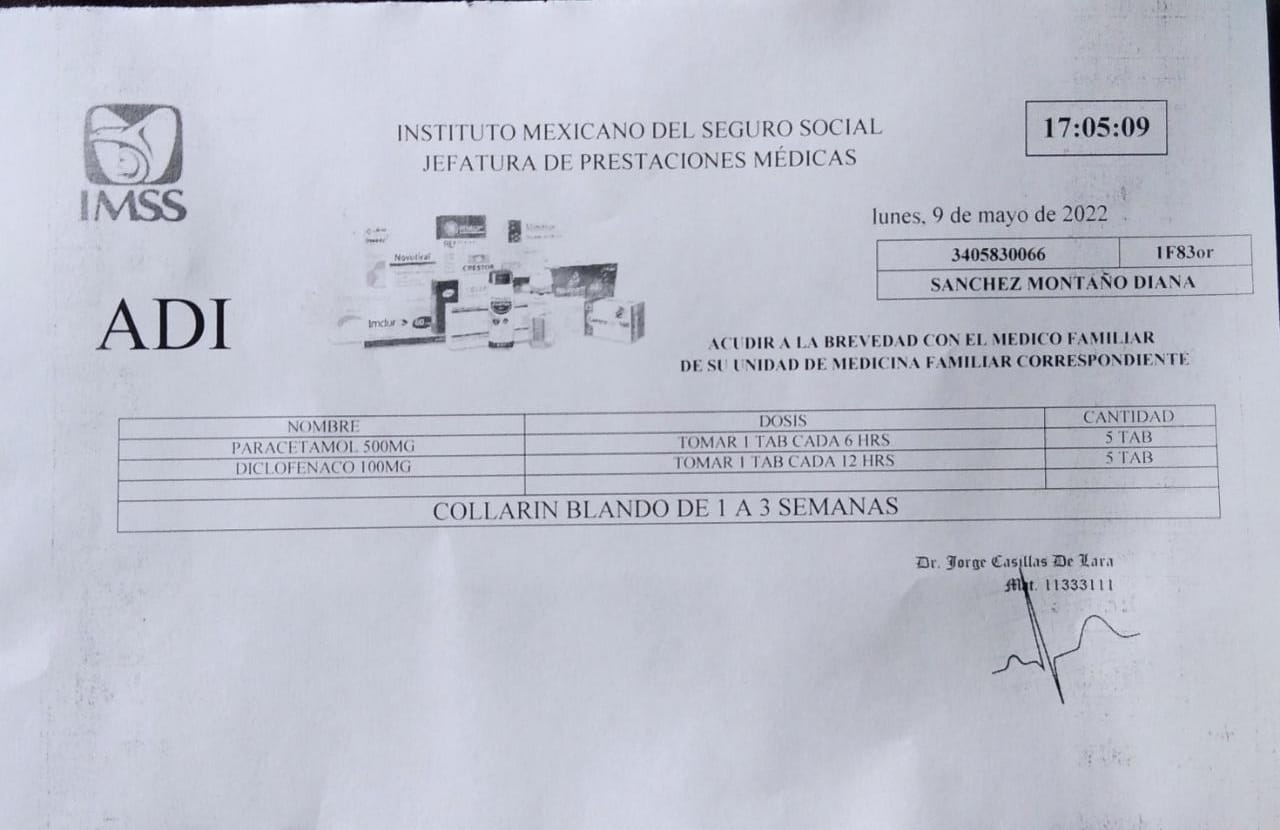 IMSS
INSTITUTO MEXICANO DEL SEGURO SOCIAL
JEFATURA DE PRESTACIONES MÉDICAS
17:05:09
lunes, 9 de mayo de 2022
3405830066 1F83or
SANCHEZ MONTAÑO DIANA
ADI
Novotiral
CRESTOR
Imdur
ACUDIR A LA BREVEDAD CON EL MEDICO FAMILIAR
DE SU UNIDAD DE MEDICINA FAMILIAR CORRESPONDIENTE
NOMBRE DOSIS CANTIDAD
PARACETAMOL 500MG TOMAR 1 TAB CADA 6 HRS 5 TAB
DICLOFENACO 100MG TOMAR 1 TAB CADA 12 HRS 5 TAB
COLLARIN BLANDO DE 1 A 3 SEMANAS
Dr. Jorge Casillas De Lara
Mat. 11333111